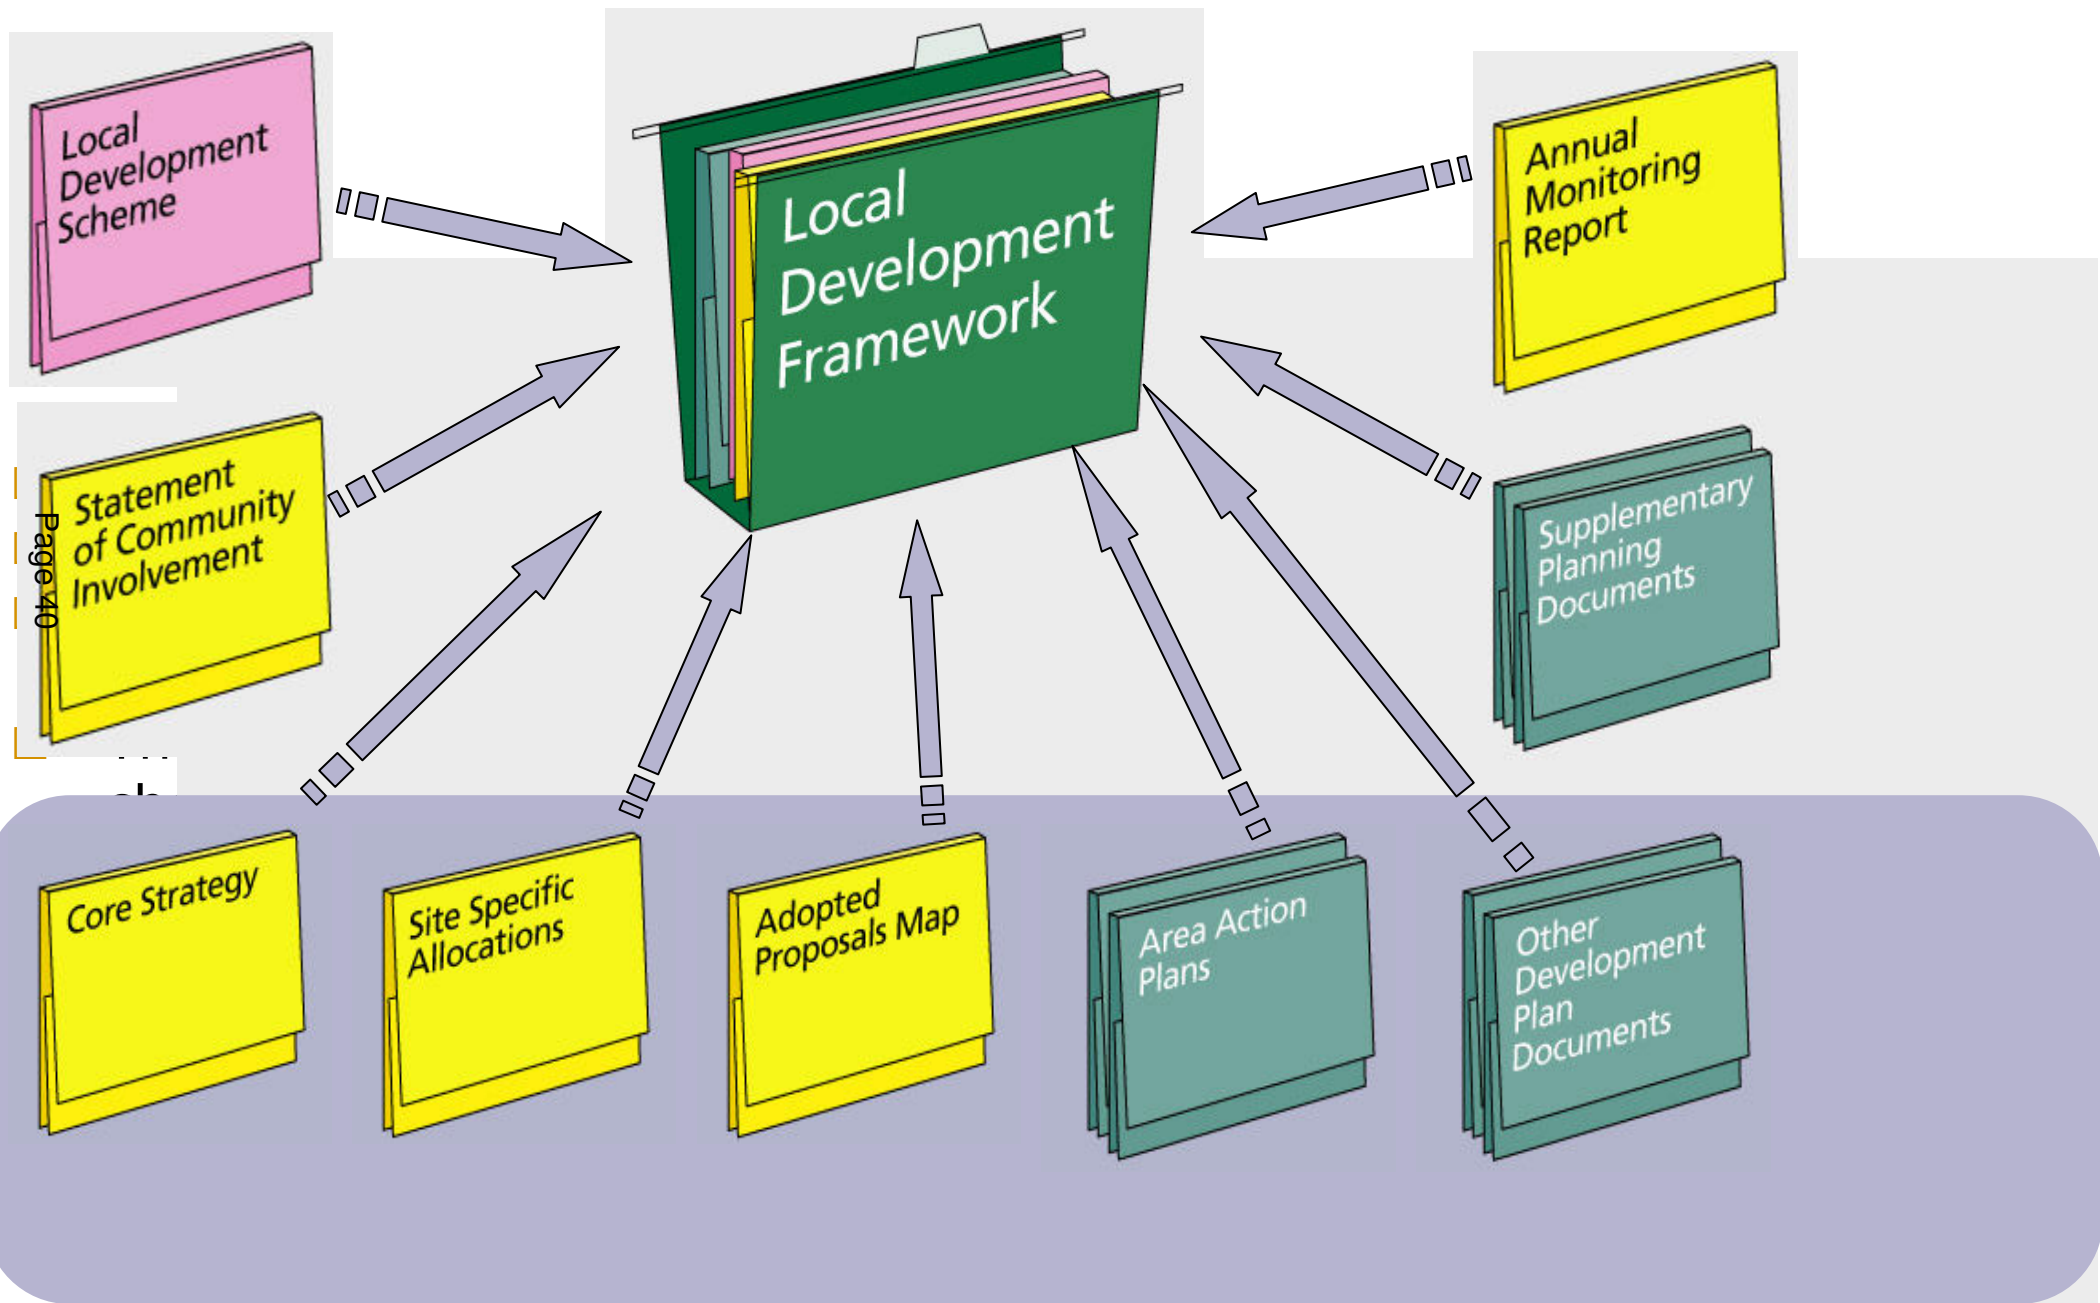 Local
Development
Scheme
Local
Development
Framework
Annual
Monitoring
Report
Statement
of Community
Involvement
Page 40
Supplementary
Planning
Documents
Core Strategy
Site Specific
Allocations
Adopted
Proposals Map
Area Action
Plans
Other
Development
Plan
Documents